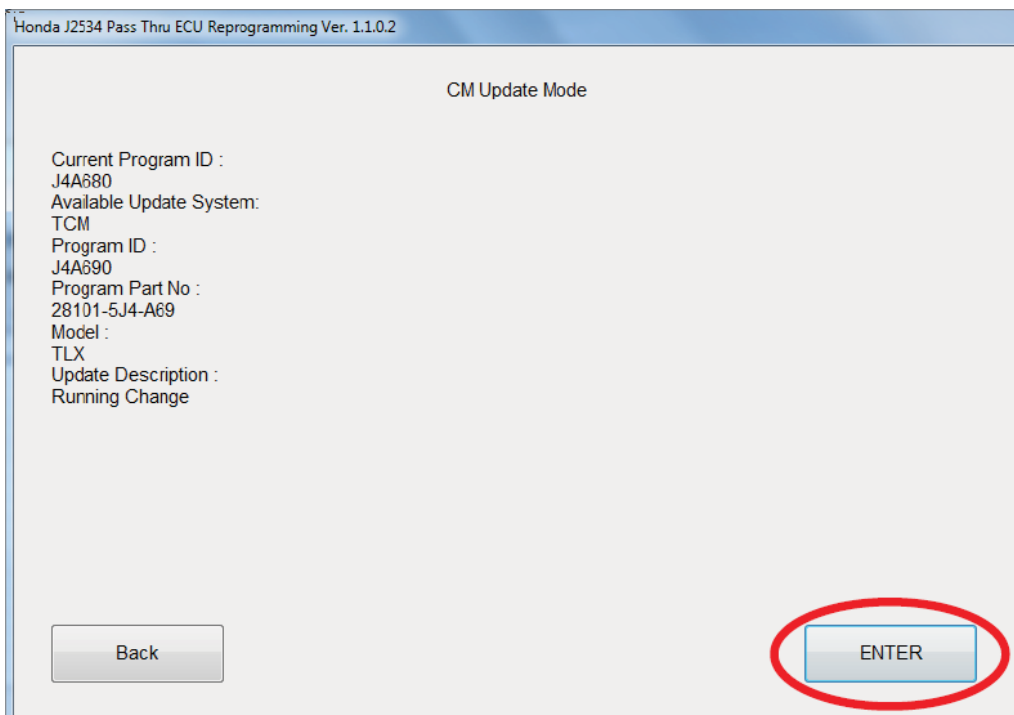 Honda J2534 Pass Thru ECU Reprogramming Ver. 1.1.0.2
CM Update Mode
Current Program ID :
J4A680
Available Update System:
TCM
Program ID :
J4A690
Program Part No :
28101-5J4-A69
Model :
TLX
Update Description :
Running Change
Back
ENTER